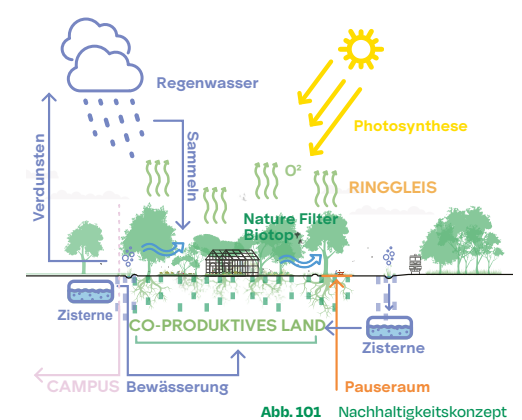 Regenwasser
Verdunsten
Sammeln
Photosynthese
O²
RINGGLEIS
Nature Filter
Biotop
Zisterne
CO-PRODUKTIVES LAND
Zisterne
CAMPUS
Bewässerung
Pauseraum
Abb. 101 Nachhaltigkeitskonzept